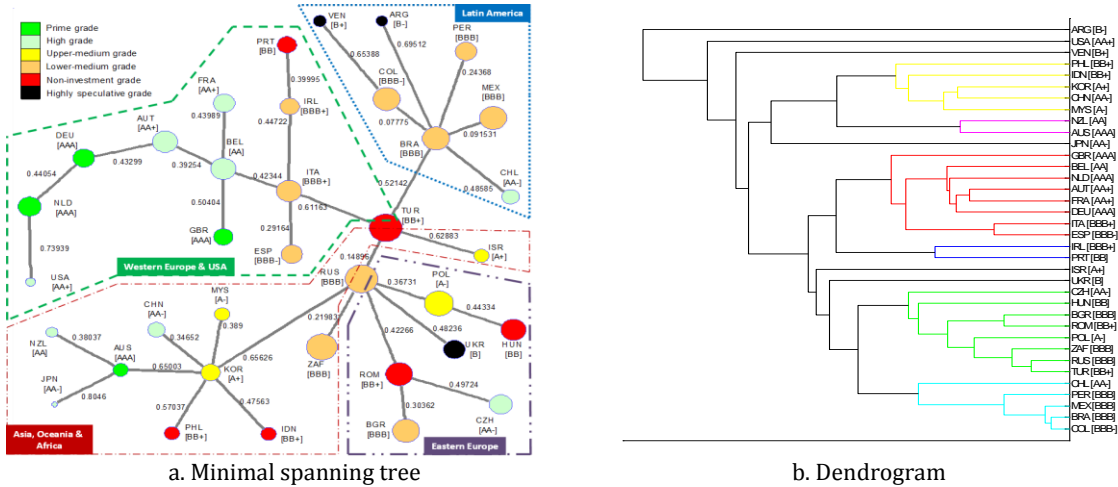 Prime grade
High grade
Upper-medium grade
Lower-medium grade
Non-investment grade
Highly speculative grade
Latin America
VEN
[B+]
ARG
[B-]
PER
[BBB]
0.65388
0.69512
0.24368
COL
[BBB-]
MEX
[BBB]
0.07775
0.091531
BRA
[BBB]
CHL
[AA-]
0.48585
0.52142
PRT
[BB]
0.39995
FRA
[AA+]
IRL
[BBB+]
0.43989
0.44722
AUT
[AA+]
DEU
[AAA]
BEL
[AA]
0.43299
0.39254
0.44054
0.42344
ITA
[BBB+]
0.61163
NLD
[AAA]
0.50404
0.29164
TUR
[BB+]
GBR
[AAA]
ESP
[BBB-]
0.62883
ISR
[A+]
0.73939
USA
[AA+]
Western Europe & USA
0.14895
RUS
[BBB]
0.36731
POL
[A-]
0.44334
MYS
[A-]
CHN
[AA-]
0.389
0.34652
0.21983
0.48236
UKR
[B]
HUN
[BB]
NZL
[AA]
0.38037
AUS
[AAA]
0.65626
0.42266
0.65003
KOR
[A+]
ZAF
[BBB]
ROM
[BB+]
JPN
[AA-]
0.8046
0.49724
0.57037
0.47563
0.30362
CZH
[AA-]
PHL
[BB+]
IDN
[BB+]
BGR
[BBB]
Asia, Oceania &
Africa
Eastern Europe
a. Minimal spanning tree
ARG [B-]
USA [AA+]
VEN [B+]
PHL [BB+]
IDN [BB+]
KOR [A+]
CHN [AA-]
MYS [A-]
NZL [AA]
AUS [AAA]
JPN [AA-]
GBR [AAA]
BEL [AA]
NLD [AAA]
AUT [AA+]
FRA [AA+]
DEU [AAA]
ITA [BBB+]
ESP [BBB-]
IRL [BBB+]
PRT [BB]
ISR [A+]
UKR [B]
CZH [AA-]
HUN [BB]
BGR [BBB]
ROM [BB+]
POL [A-]
ZAF [BBB]
RUS [BBB]
TUR [BB+]
CHL [AA-]
PER [BBB]
MEX [BBB]
BRA [BBB]
COL [BBB-]
b. Dendrogram